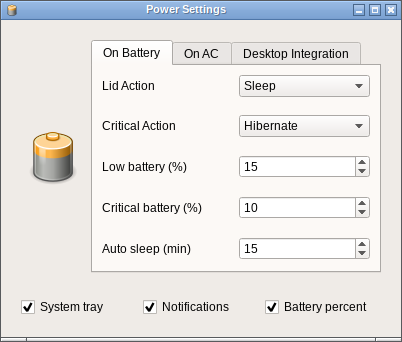 Power Settings
On Battery On AC Desktop Integration
Lid Action Sleep
Critical Action Hibernate
Low battery (%) 15
Critical battery (%) 10
Auto sleep (min) 15
System tray Notifications Battery percent